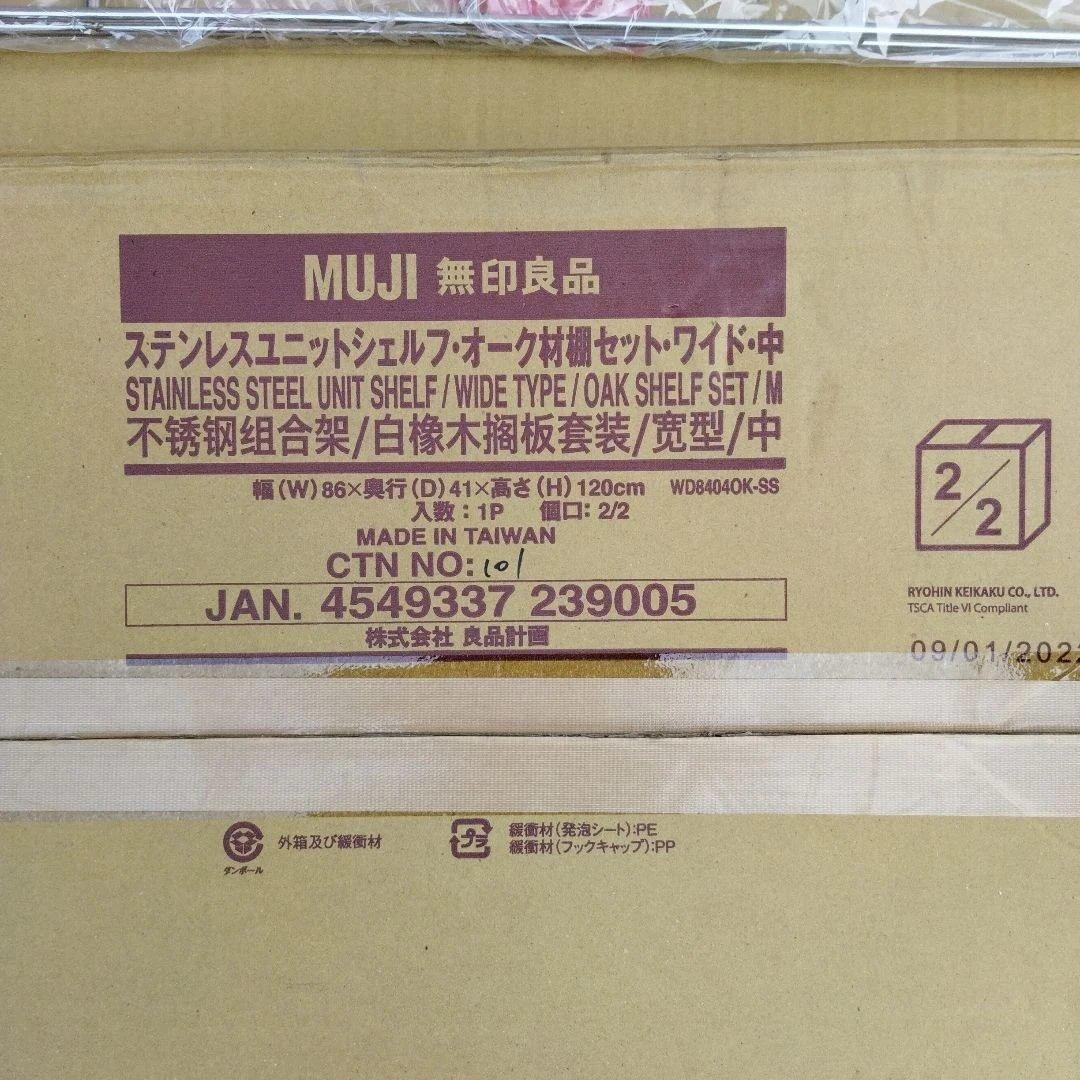 MUJI 無印良品
ステンレスユニットシェルフ・オーク材棚セット・ワイド・中
STAINLESS STEEL UNIT SHELF / WIDE TYPE / OAK SHELF SET / M
不锈钢组合架/白橡木搁板套装/宽型/中
幅(W)86×奥行(D)41×高さ(H)120cm WD8404OK-SS
入数:1P 個口:2/2
MADE IN TAIWAN
CTN NO: 101
JAN. 4549337 239005
株式会社 良品計画
2/2
RYOHIN KEIKAKU CO., LTD.
TSCA Title VI Compliant
09/01/2022
ダンボール
外箱及び緩衝材
プラ
緩衝材(発泡シート):PE
緩衝材(フックキャップ):PP